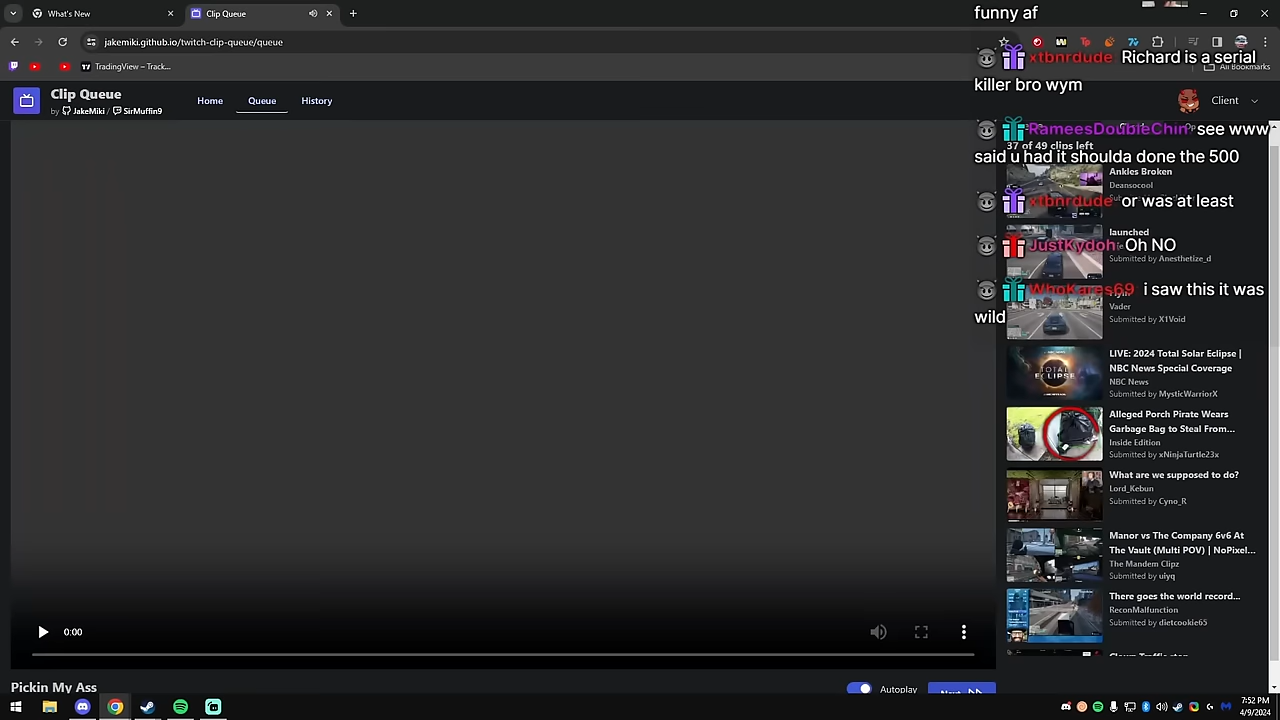 What's New
Clip Queue
funny af
jakemiki.github.io/twitch-clip-queue/queue
TradingView – Track...
All Bookmarks
xtbnrdude Richard is a serial
killer bro wym
Clip Queue
by JakeMiki / SirMuffin9
Home
Queue
History
Client
RameesDoubleChin see www
37 of 49 clips left
said u had it shoulda done the 500
Ankles Broken
Deansocool
xtbnrdude or was at least
launched
JustKydoh Oh NO
Submitted by Anesthetize_d
WhoKares69 i saw this it was
wild
Vader
Submitted by X1Void
LIVE: 2024 Total Solar Eclipse |
NBC News Special Coverage
NBC News
Submitted by MysticWarriorX
TOTAL
ECLIPSE
Alleged Porch Pirate Wears
Garbage Bag to Steal From...
Inside Edition
Submitted by xNinjaTurtle23x
What are we supposed to do?
Lord_Kebun
Submitted by Cyno_R
Manor vs The Company 6v6 At
The Vault (Multi POV) | NoPixel...
The Mandem Clipz
Submitted by uiyq
There goes the world record...
ReconMalfunction
Submitted by dietcookie65
0:00
Pickin My Ass
Autoplay
Next
7:52 PM
4/9/2024